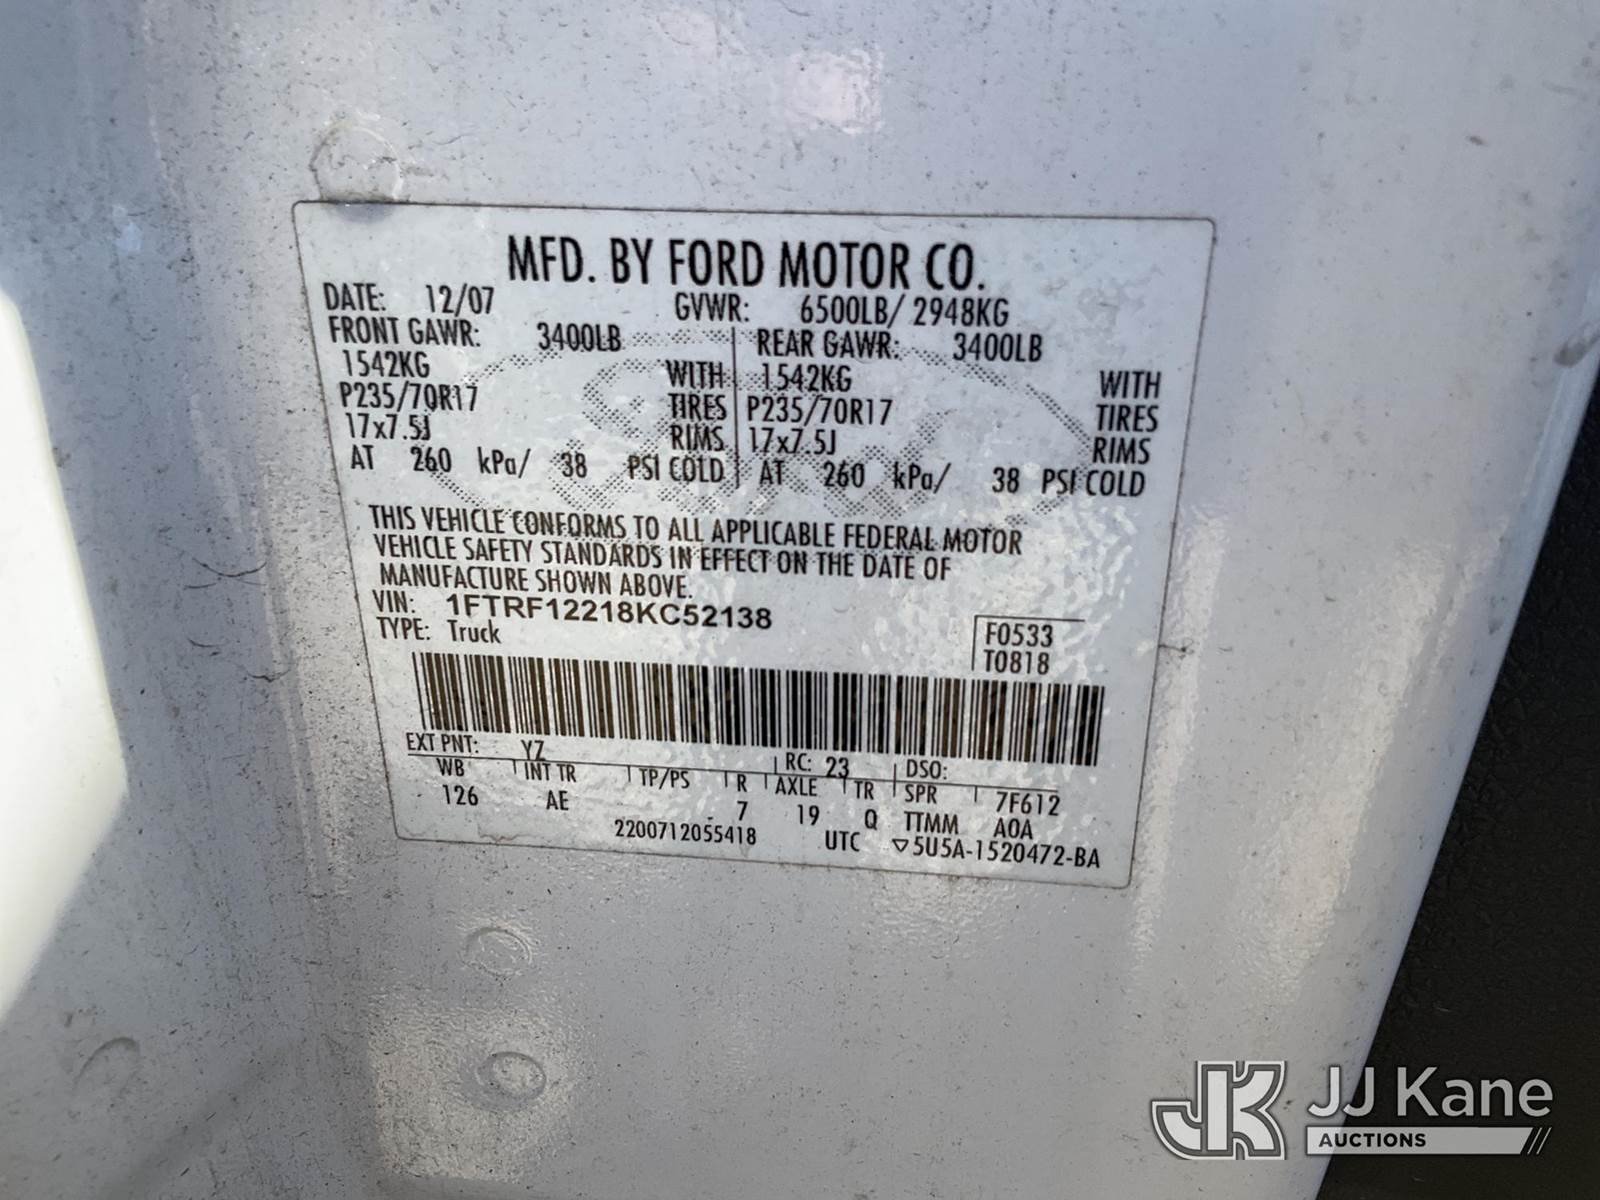 MFD. BY FORD MOTOR CO.
DATE: 12/07 GVWR: 6500LB/ 2948KG
FRONT GAWR: 3400LB REAR GAWR: 3400LB
1542KG WITH 1542KG WITH
P235/70R17 TIRES P235/70R17 TIRES
17x7.5J RIMS 17x7.5J RIMS
AT 260 kPa/ 38 PSI COLD AT 260 kPa/ 38 PSI COLD
THIS VEHICLE CONFORMS TO ALL APPLICABLE FEDERAL MOTOR
VEHICLE SAFETY STANDARDS IN EFFECT ON THE DATE OF
MANUFACTURE SHOWN ABOVE.
VIN: 1FTRF12218KC52138
TYPE: Truck
F0533
T0818
EXT PNT: YZ RC: 23 DSO:
WB INT TR TP/PS R AXLE TR SPR 7F612
126 AE 7 19 Q TTMM A0A
2200712055418 UTC ▽5U5A-1520472-BA
JK JJ Kane
AUCTIONS